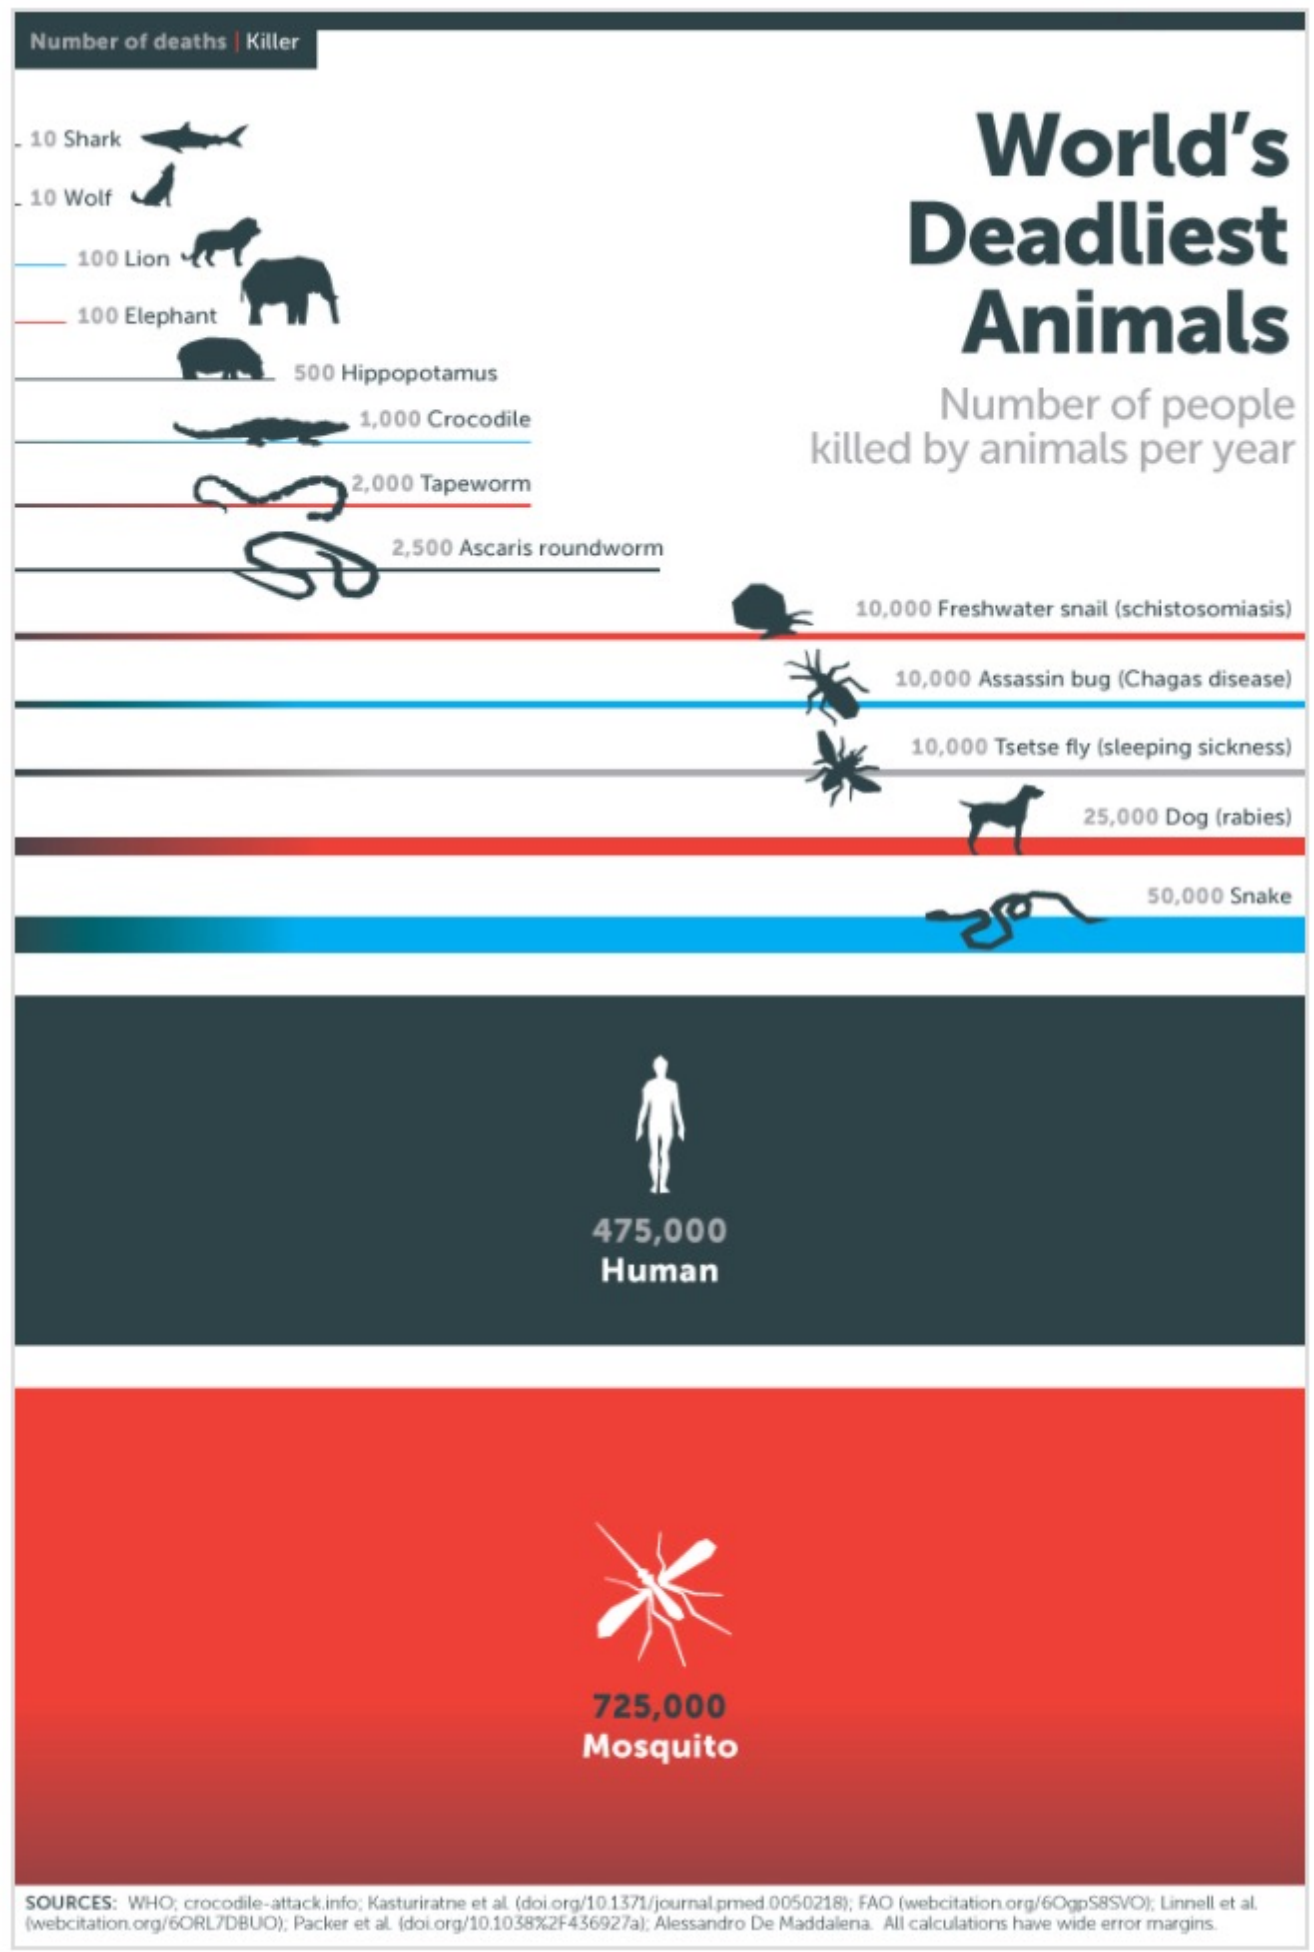 Number of deaths | Killer
World's
Deadliest
Animals
Number of people
killed by animals per year
10 Shark
10 Wolf
100 Lion
100 Elephant
500 Hippopotamus
1,000 Crocodile
2,000 Tapeworm
2,500 Ascaris roundworm
10,000 Freshwater snail (schistosomiasis)
10,000 Assassin bug (Chagas disease)
10,000 Tsetse fly (sleeping sickness)
25,000 Dog (rabies)
50,000 Snake
475,000
Human
725,000
Mosquito
SOURCES: WHO; crocodile-attack.info; Kasturiratne et al. (doi.org/10.1371/journal.pmed.0050218); FAO (webcitation.org/6OgpS8SVO); Linnell et al.
(webcitation.org/6ORL7DBUO); Packer et al. (doi.org/10.1038%2F436927a); Alessandro De Maddalena. All calculations have wide error margins.